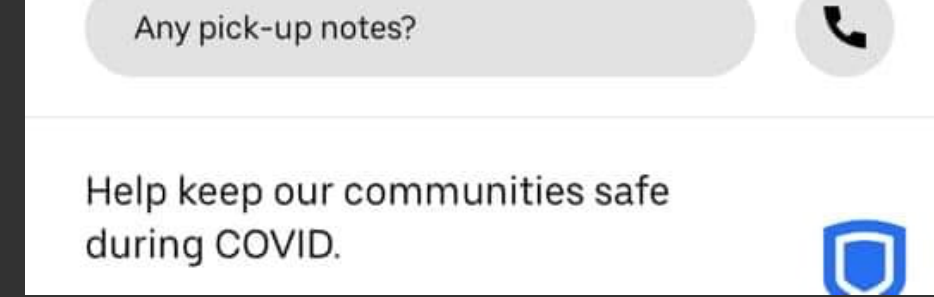 Any pick-up notes?
Help keep our communities safe
during COVID.